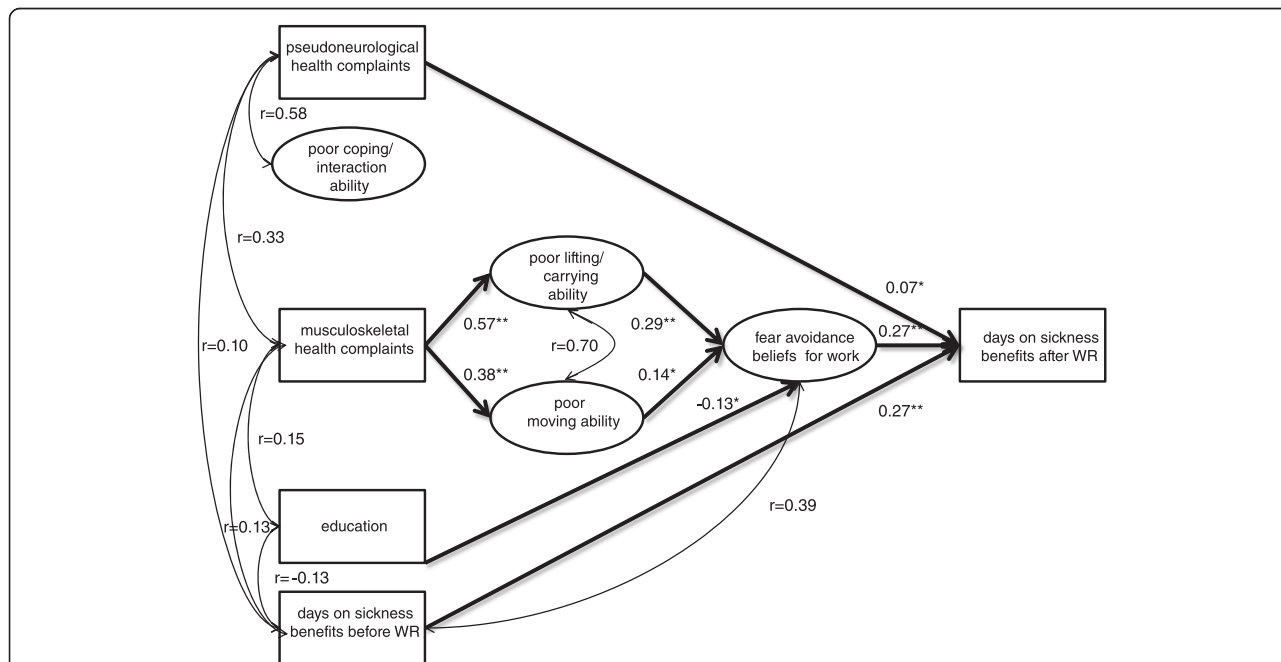 pseudoneurological
health complaints
r=0.58
poor coping/
interaction
ability
r=0.33
poor lifting/
carrying
ability
0.07*
musculoskeletal
health complaints
0.57**
0.29**
fear avoidance
beliefs for work
0.27**
days on sickness
benefits after WR
r=0.10
r=0.70
0.38**
0.14*
poor
moving ability
-0.13*
0.27**
r=0.15
education
r=0.13
r=0.39
r=-0.13
days on sickness
benefits before WR